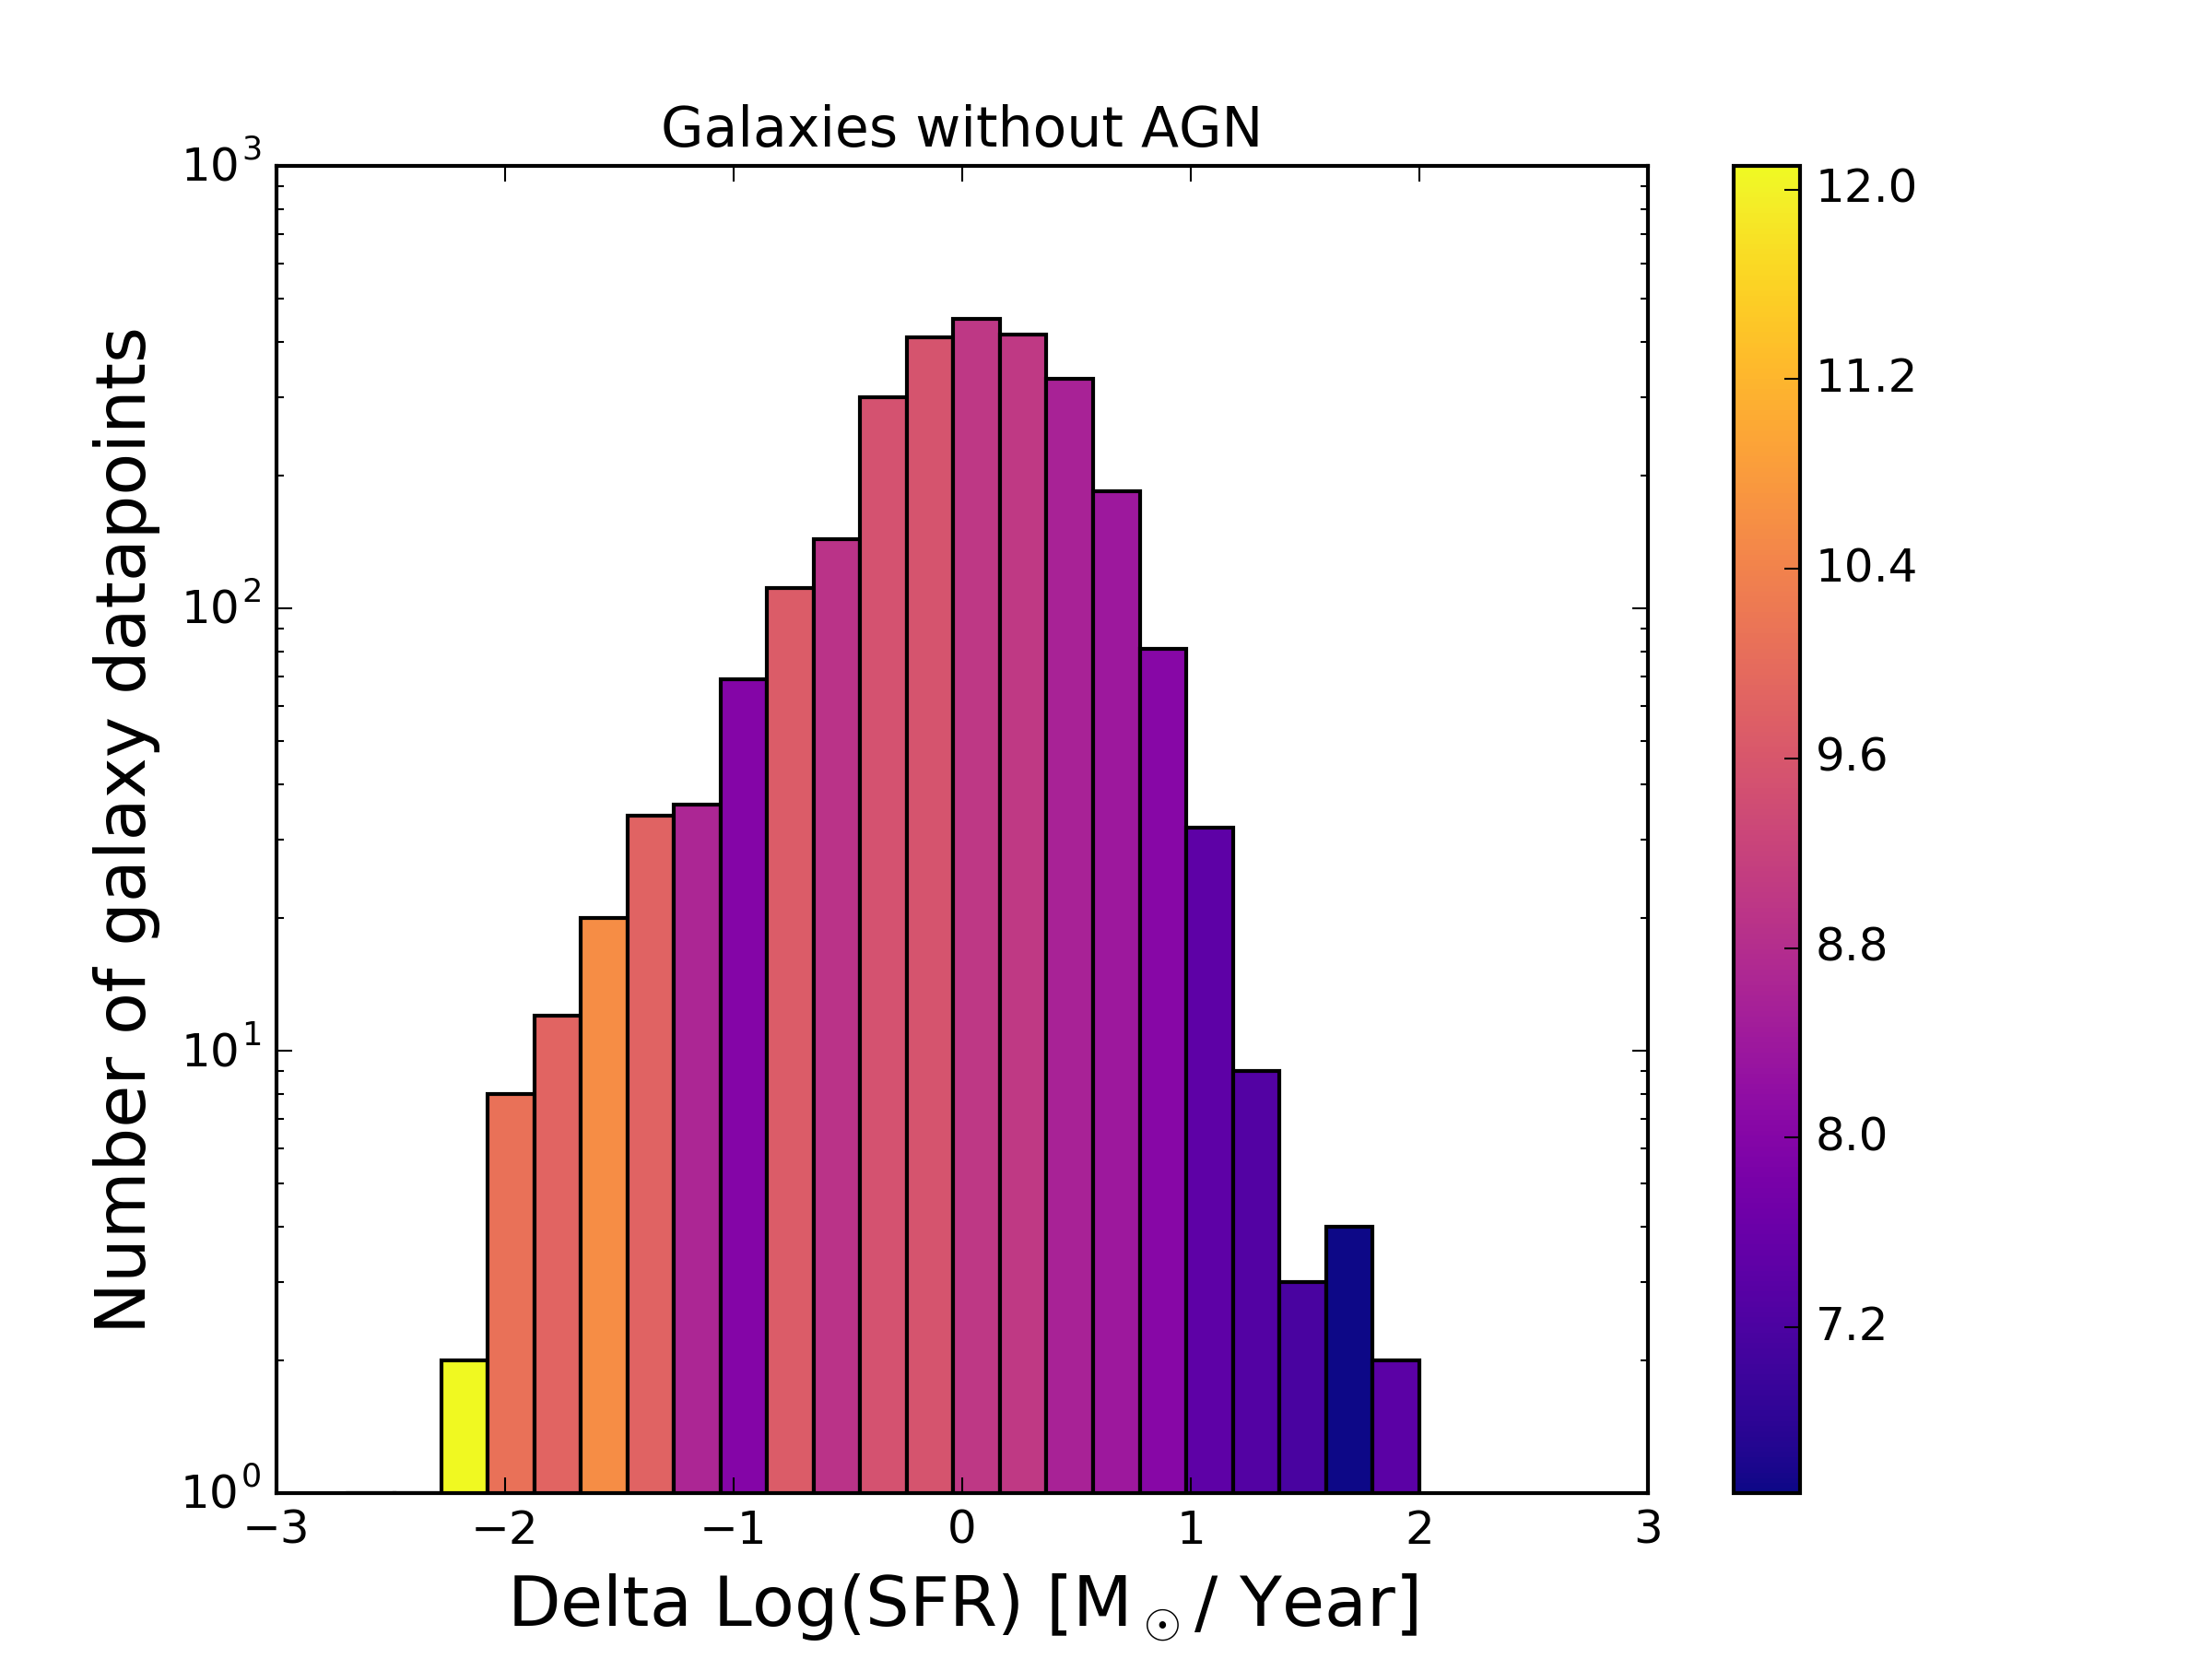 Galaxies without AGN
Number of galaxy datapoints
10^3
10^2
10^1
10^0
−3 −2 −1 0 1 2 3
Delta Log(SFR) [M⊙/ Year]
12.0
11.2
10.4
9.6
8.8
8.0
7.2